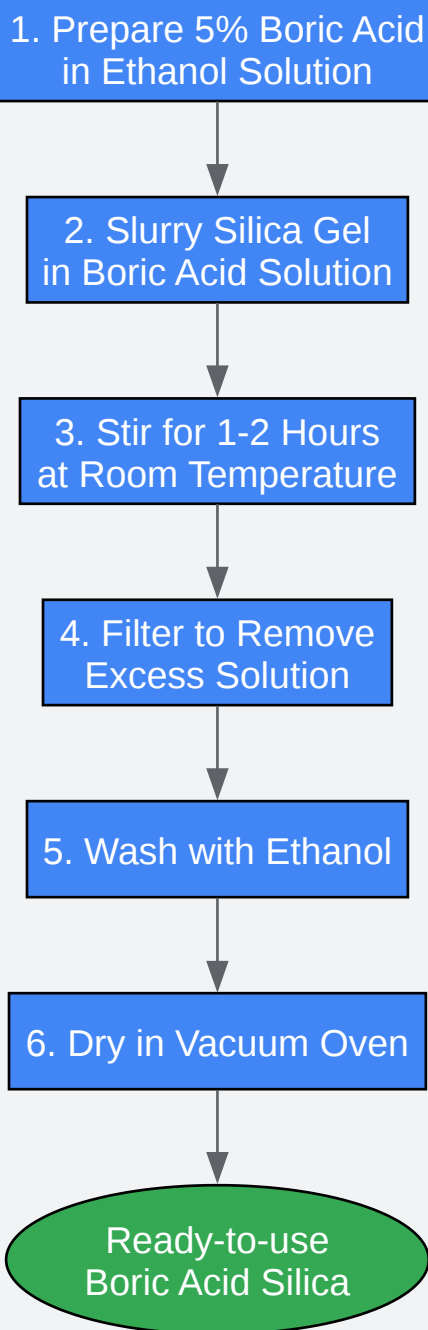 1. Prepare 5% Boric Acid
in Ethanol Solution
2. Slurry Silica Gel
in Boric Acid Solution
3. Stir for 1-2 Hours
at Room Temperature
4. Filter to Remove
Excess Solution
5. Wash with Ethanol
6. Dry in Vacuum Oven
Ready-to-use
Boric Acid Silica